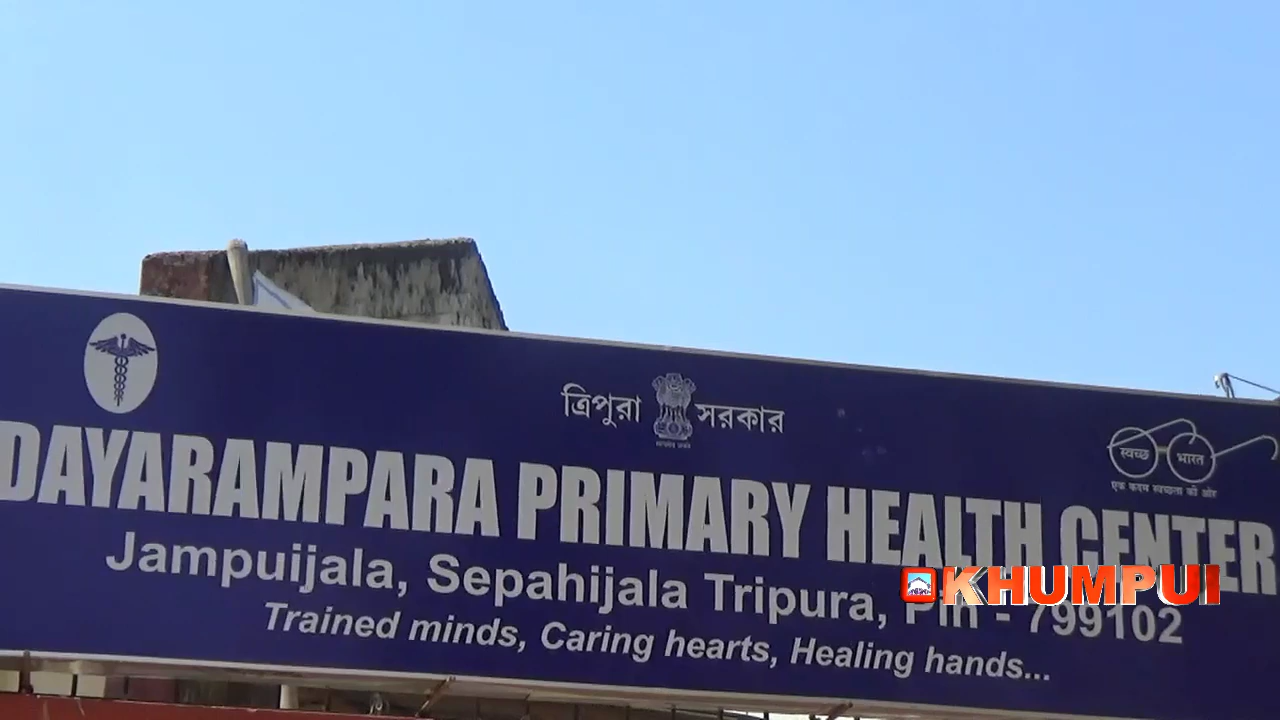 ত্রিপুরা সরকার
स्वच्छ भारत
एक कदम स्वच्छता की ओर
DAYARAMPARA PRIMARY HEALTH CENTER
Jampuijala, Sepahijala Tripura, Pin - 799102
KHUMPUI
Trained minds, Caring hearts, Healing hands...